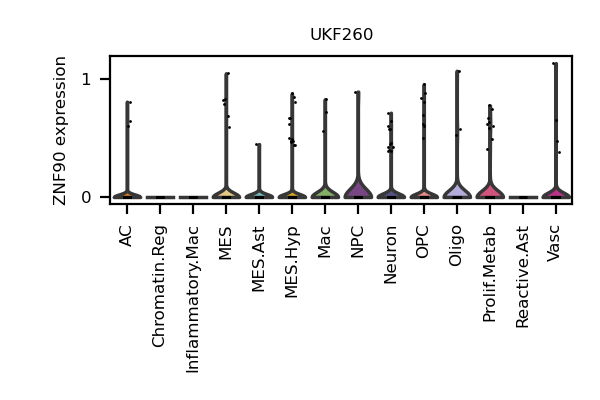 UKF260
ZNF90 expression
1
0
AC
Chromatin.Reg
Inflammatory.Mac
MES
MES.Ast
MES.Hyp
Mac
NPC
Neuron
OPC
Oligo
Prolif.Metab
Reactive.Ast
Vasc